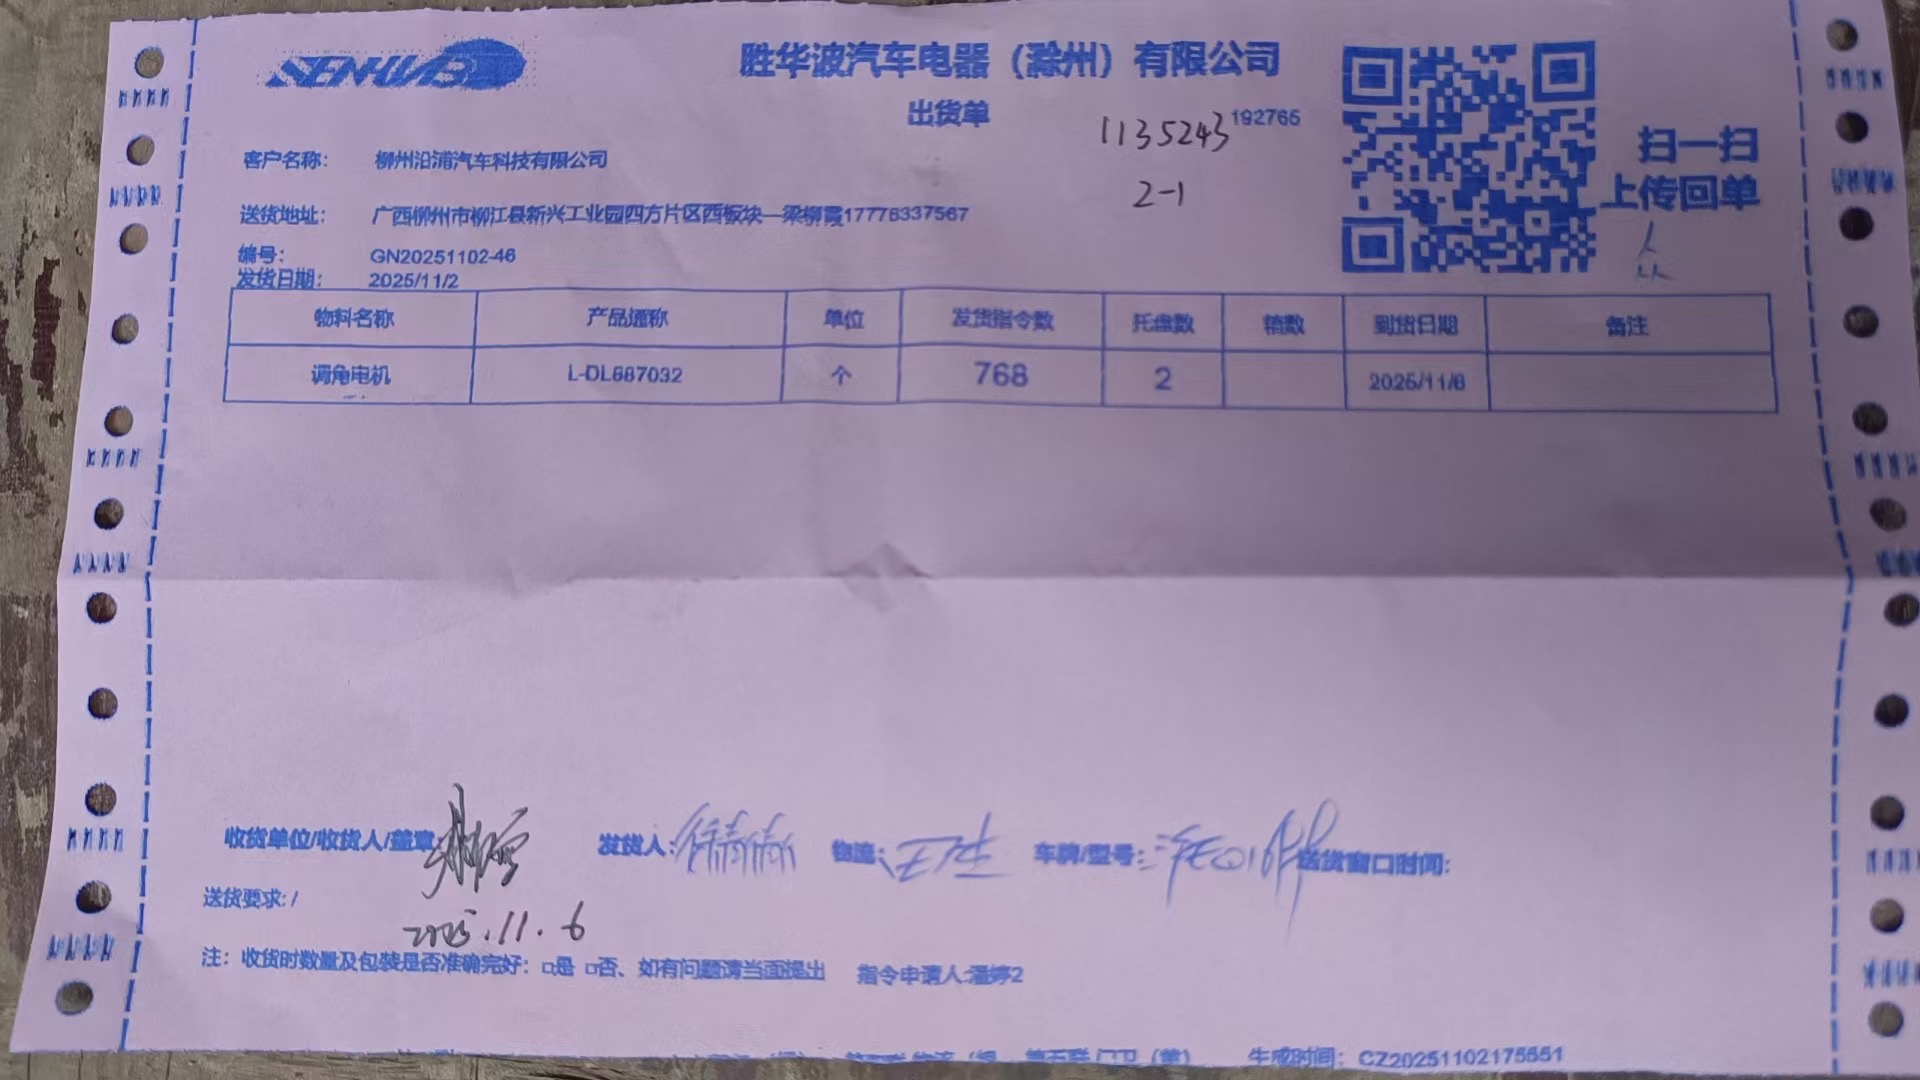 SENHWB
胜华波汽车电器（滁州）有限公司
出货单
1135243 192765
2-1
扫一扫
上传回单
客户名称： 柳州沿浦汽车科技有限公司
送货地址： 广西柳州市柳江县新兴工业园四方片区西板块—梁柳霞17776337567
编号： GN20251102-46
发货日期： 2025/11/2
物料名称 产品通称 单位 发货指令数 托盘数 箱数 到货日期 备注
调角电机 L-DL687032 个 768 2 2025/11/6
收货单位/收货人/盖章 发货人： 物流： 车牌/型号： 送货窗口时间：
送货要求：/
2025.11.6
注：收货时数量及包装是否准确完好：□是 □否、如有问题请当面提出 指令申请人:潘婷2
生成时间：CZ20251102175551